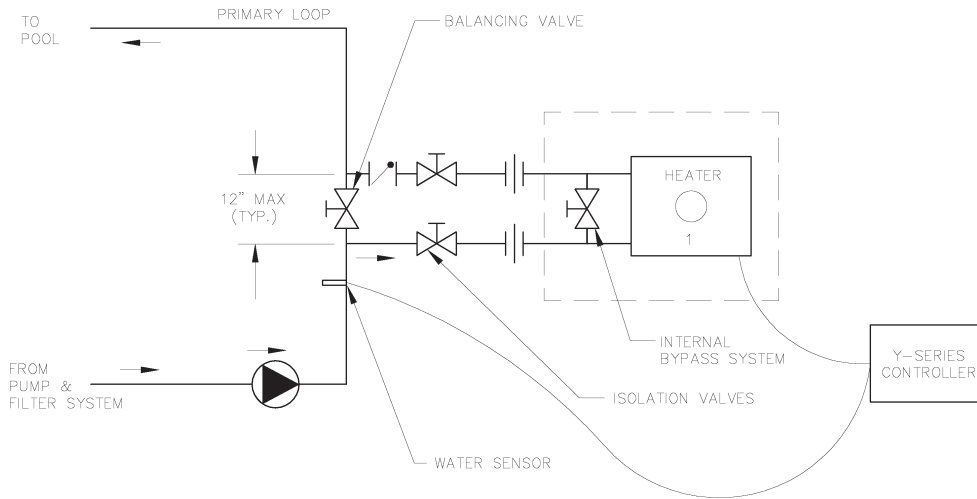 TO
POOL
PRIMARY LOOP
BALANCING VALVE
12" MAX
(TYP.)
HEATER
1
INTERNAL
BYPASS SYSTEM
Y-SERIES
CONTROLLER
FROM
PUMP &
FILTER SYSTEM
ISOLATION VALVES
WATER SENSOR